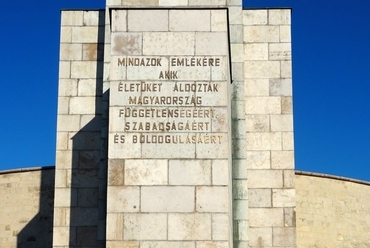 MINDAZOK EMLÉKÉRE
AKIK
ÉLETÜKET ÁLDOZTÁK
MAGYARORSZÁG
FÜGGETLENSÉGÉÉRT
SZABADSÁGÁÉRT
ÉS BOLDOGULÁSÁÉRT